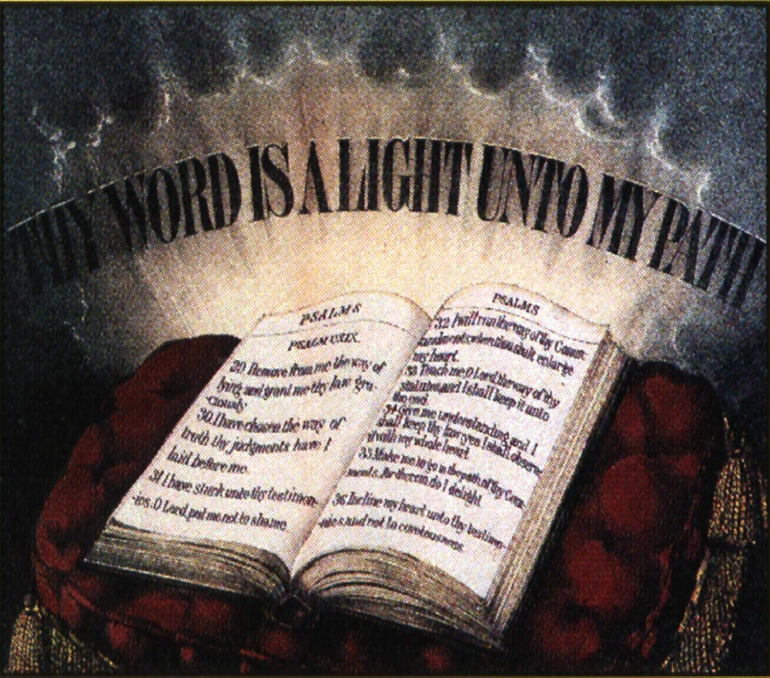 THY WORD IS A LIGHT UNTO MY PATH
PSALMS
PSALM CXIX.
29. Remove from me the way of
lying and grant me thy law gra-
ciously
30. I have chosen the way of
truth thy judgments have I
laid before me.
31. I have stuck unto thy testimon-
-ies. O Lord, put me not to shame
PSALMS
32. I will run the way of thy Comm-
andments when thou shalt enlarge
my heart.
33. Teach me O Lord the way of thy
statutes and I shall keep it unto
the end.
34. Give me understanding and I
shall keep thy law yea I shall observe
it with my whole heart.
35. Make me to go in the path of thy Com-
ments. for therein do I delight.
36. Incline my heart unto thy testimo-
nies and not to covetousness.